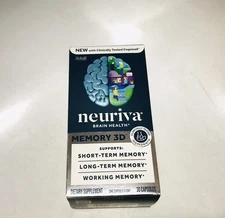 NEW with Clinically Tested Cognivia™
neuriva®
BRAIN HEALTH+
MEMORY 3D
SUPPORTS:
SHORT-TERM MEMORY*
LONG-TERM MEMORY*
WORKING MEMORY*
DIETARY SUPPLEMENT
30 CAPSULES